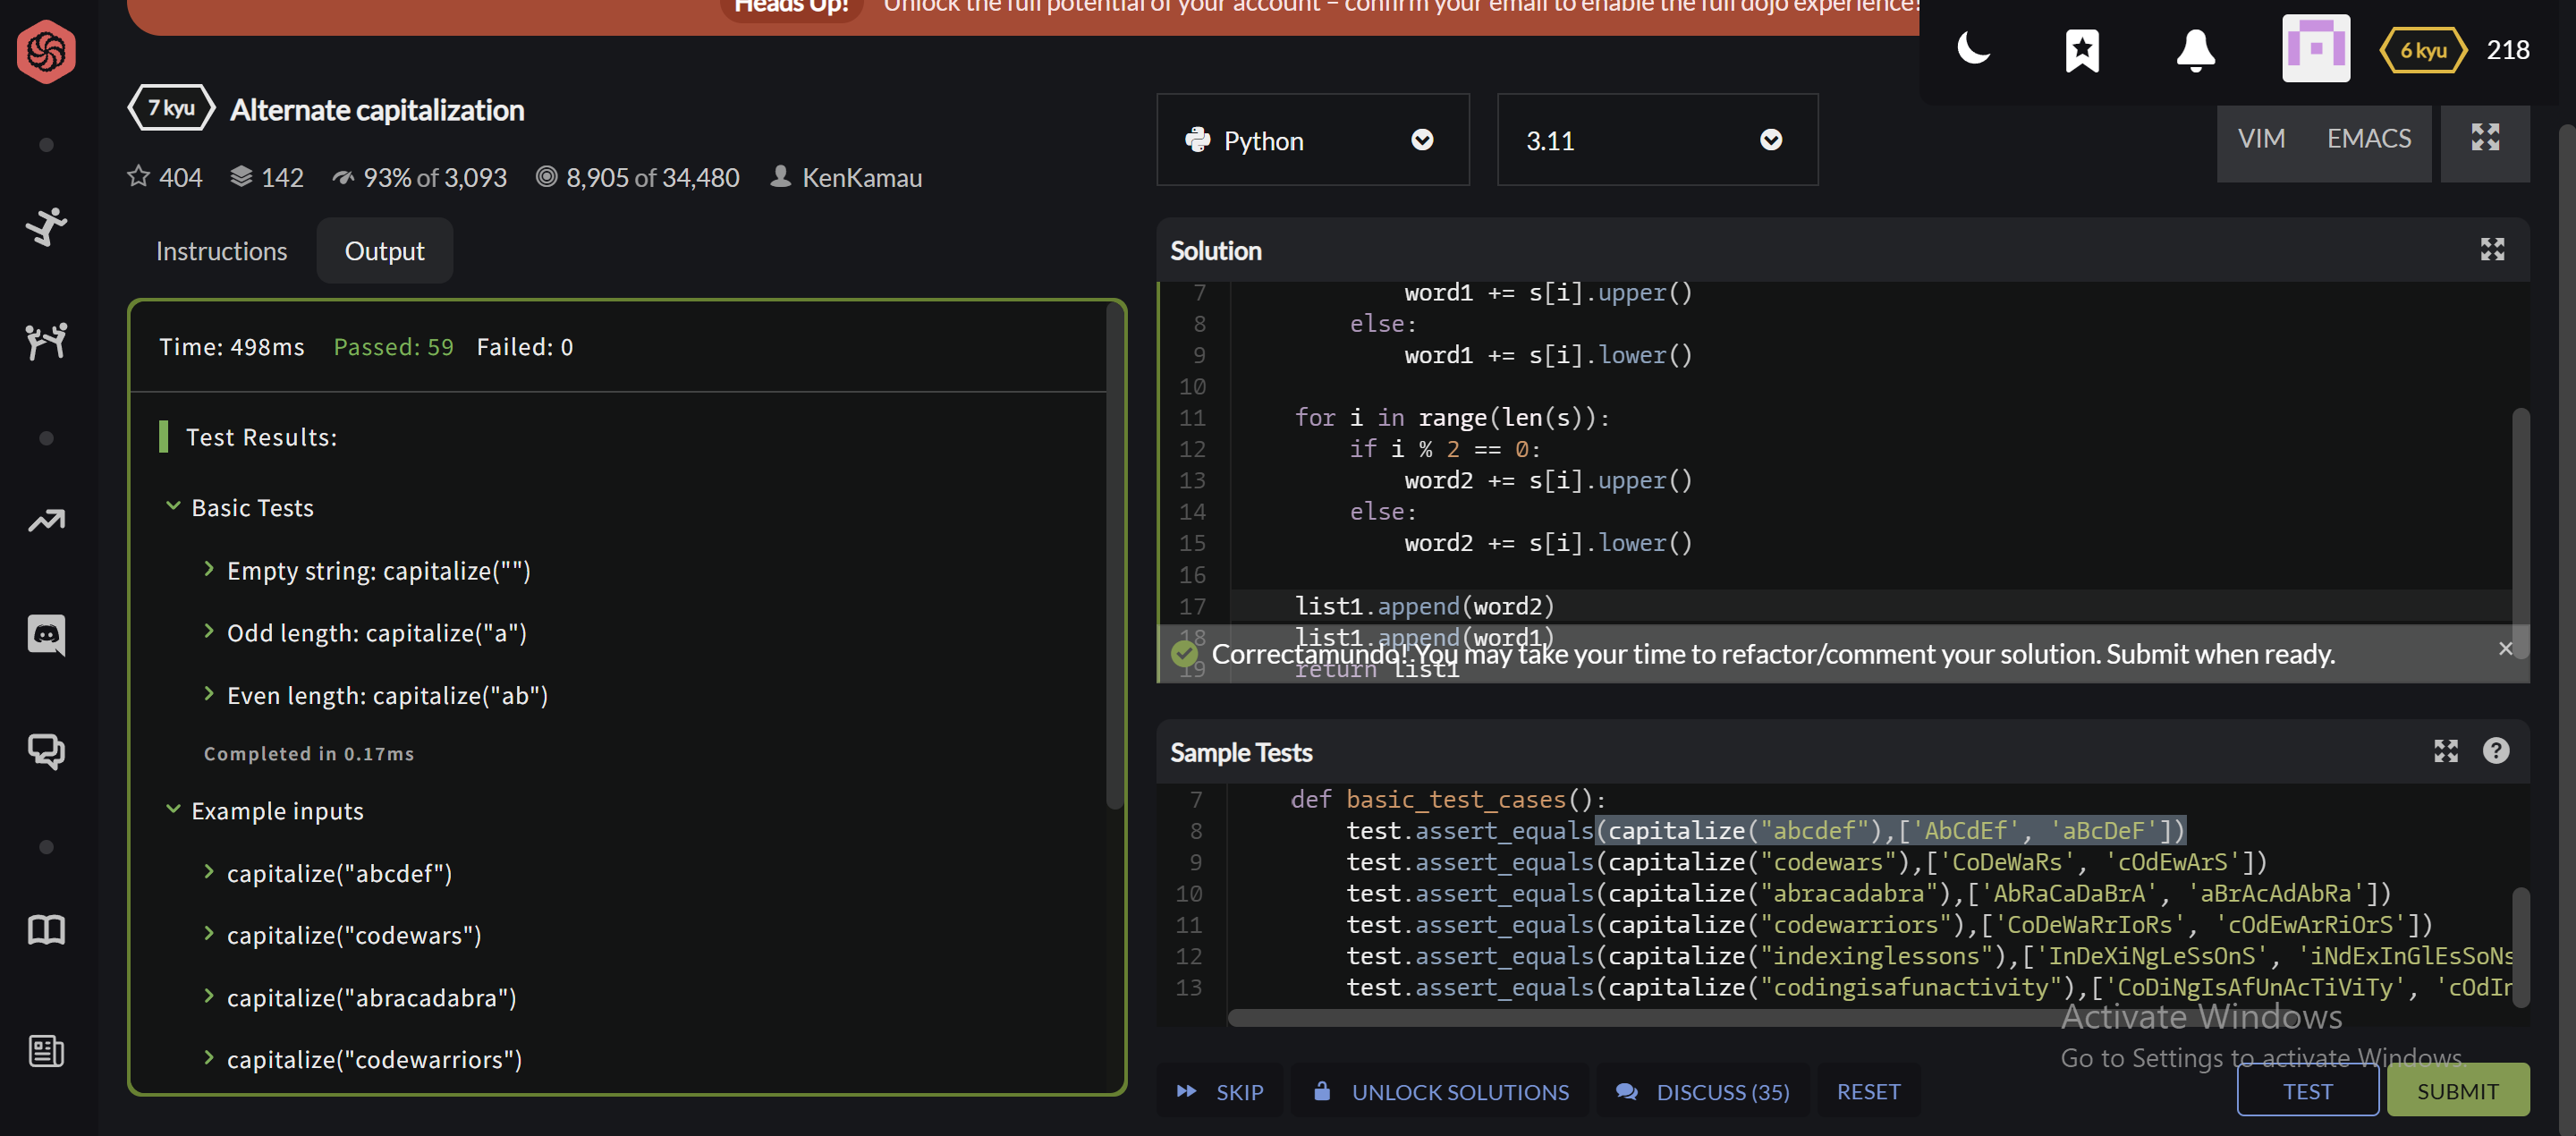 Heads Up! Unlock the full potential of your account – confirm your email to enable the full dojo experience!
6 kyu 218
7 kyu Alternate capitalization
404 142 93% of 3,093 8,905 of 34,480 KenKamau
Instructions Output
Time: 498ms Passed: 59 Failed: 0
Test Results:
Basic Tests
Empty string: capitalize("")
Odd length: capitalize("a")
Even length: capitalize("ab")
Completed in 0.17ms
Example inputs
capitalize("abcdef")
capitalize("codewars")
capitalize("abracadabra")
capitalize("codewarriors")
Python 3.11
VIM EMACS
Solution
7 word1 += s[i].upper()
8 else:
9 word1 += s[i].lower()
10
11 for i in range(len(s)):
12 if i % 2 == 0:
13 word2 += s[i].upper()
14 else:
15 word2 += s[i].lower()
16
17 list1.append(word2)
18 list1.append(word1)
Correctamundo! You may take your time to refactor/comment your solution. Submit when ready.
19 return list1
Sample Tests
7 def basic_test_cases():
8 test.assert_equals(capitalize("abcdef"),['AbCdEf', 'aBcDeF'])
9 test.assert_equals(capitalize("codewars"),['CoDeWaRs', 'cOdEwArS'])
10 test.assert_equals(capitalize("abracadabra"),['AbRaCaDaBrA', 'aBrAcAdAbRa'])
11 test.assert_equals(capitalize("codewarriors"),['CoDeWaRrIoRs', 'cOdEwArRiOrS'])
12 test.assert_equals(capitalize("indexinglessons"),['InDeXiNgLeSsOnS', 'iNdExInGlEsSoNs
13 test.assert_equals(capitalize("codingisafunactivity"),['CoDiNgIsAfUnAcTiViTy', 'cOdIn
Activate Windows
Go to Settings to activate Windows.
SKIP UNLOCK SOLUTIONS DISCUSS (35) RESET TEST SUBMIT